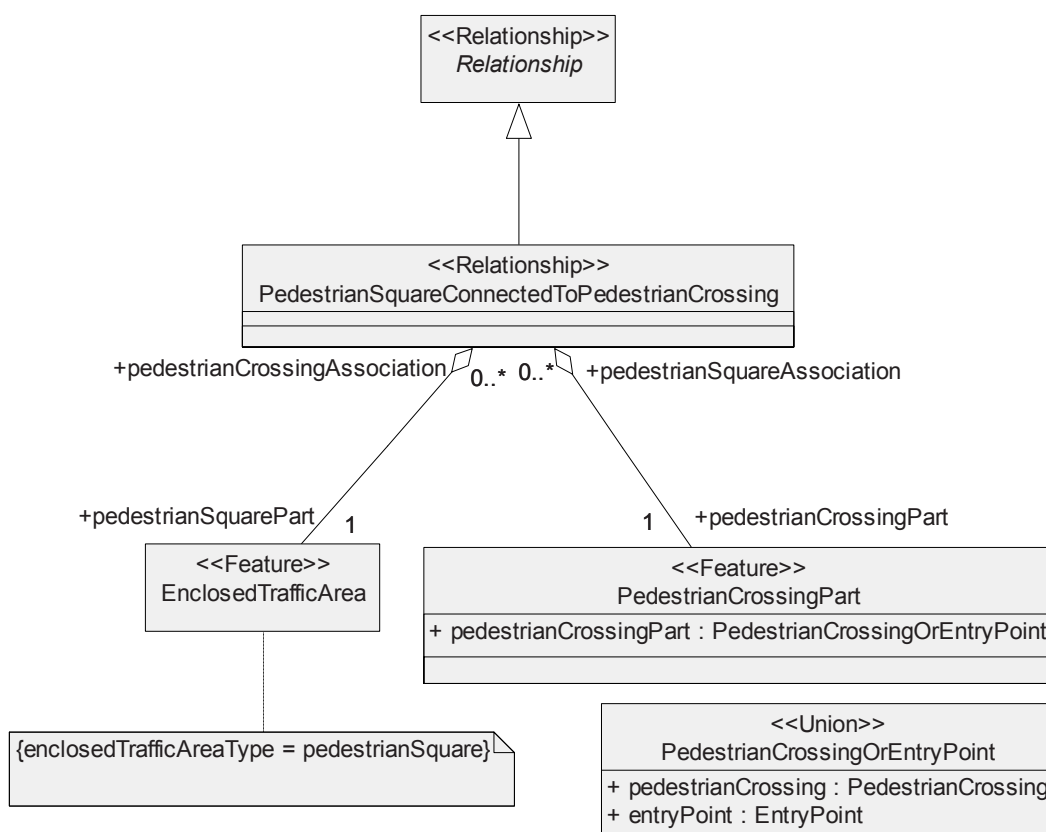 <<Relationship>>
Relationship
<<Relationship>>
PedestrianSquareConnectedToPedestrianCrossing
+pedestrianCrossingAssociation
0..*
0..*
+pedestrianSquareAssociation
+pedestrianSquarePart
1
1
+pedestrianCrossingPart
<<Feature>>
EnclosedTrafficArea
<<Feature>>
PedestrianCrossingPart
+ pedestrianCrossingPart : PedestrianCrossingOrEntryPoint
{enclosedTrafficAreaType = pedestrianSquare}
<<Union>>
PedestrianCrossingOrEntryPoint
+ pedestrianCrossing : PedestrianCrossing
+ entryPoint : EntryPoint